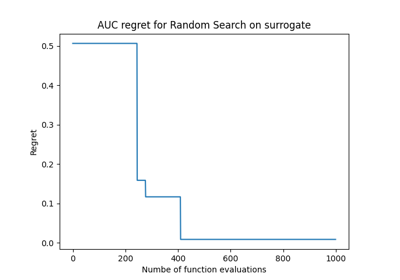 AUC regret for Random Search on surrogate
Regret
0.5
0.4
0.3
0.2
0.1
0.0
0 200 400 600 800 1000
Numbe of function evaluations